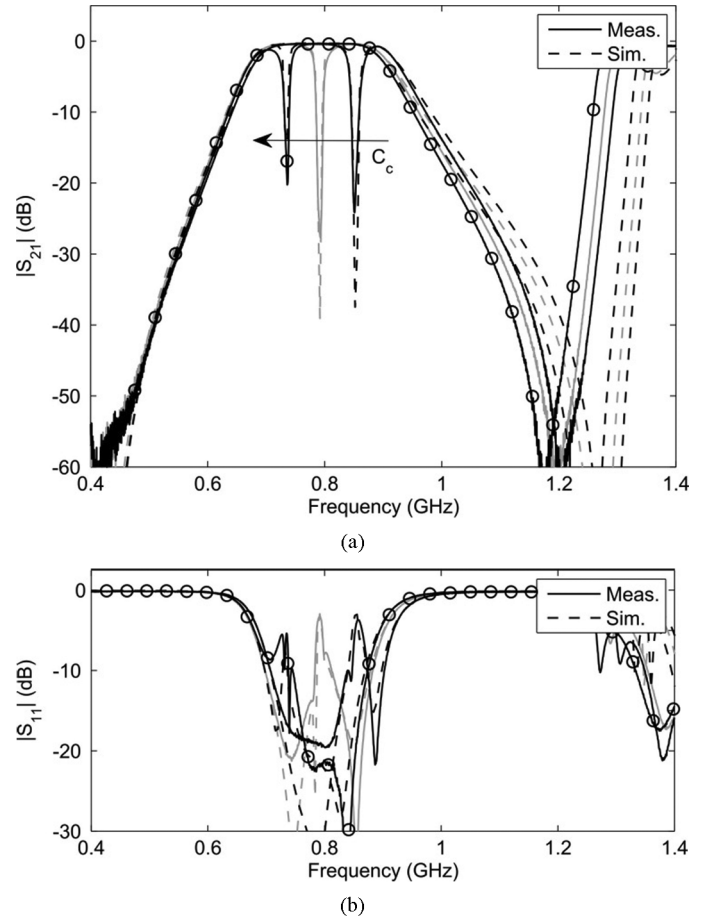 0
-10
-20
-30
-40
-50
-60
|S21| (dB)
Meas.
Sim.
Cc
0.4 0.6 0.8 1 1.2 1.4
Frequency (GHz)
(a)
0
-10
-20
-30
|S11| (dB)
Meas.
Sim.
0.4 0.6 0.8 1 1.2 1.4
Frequency (GHz)
(b)